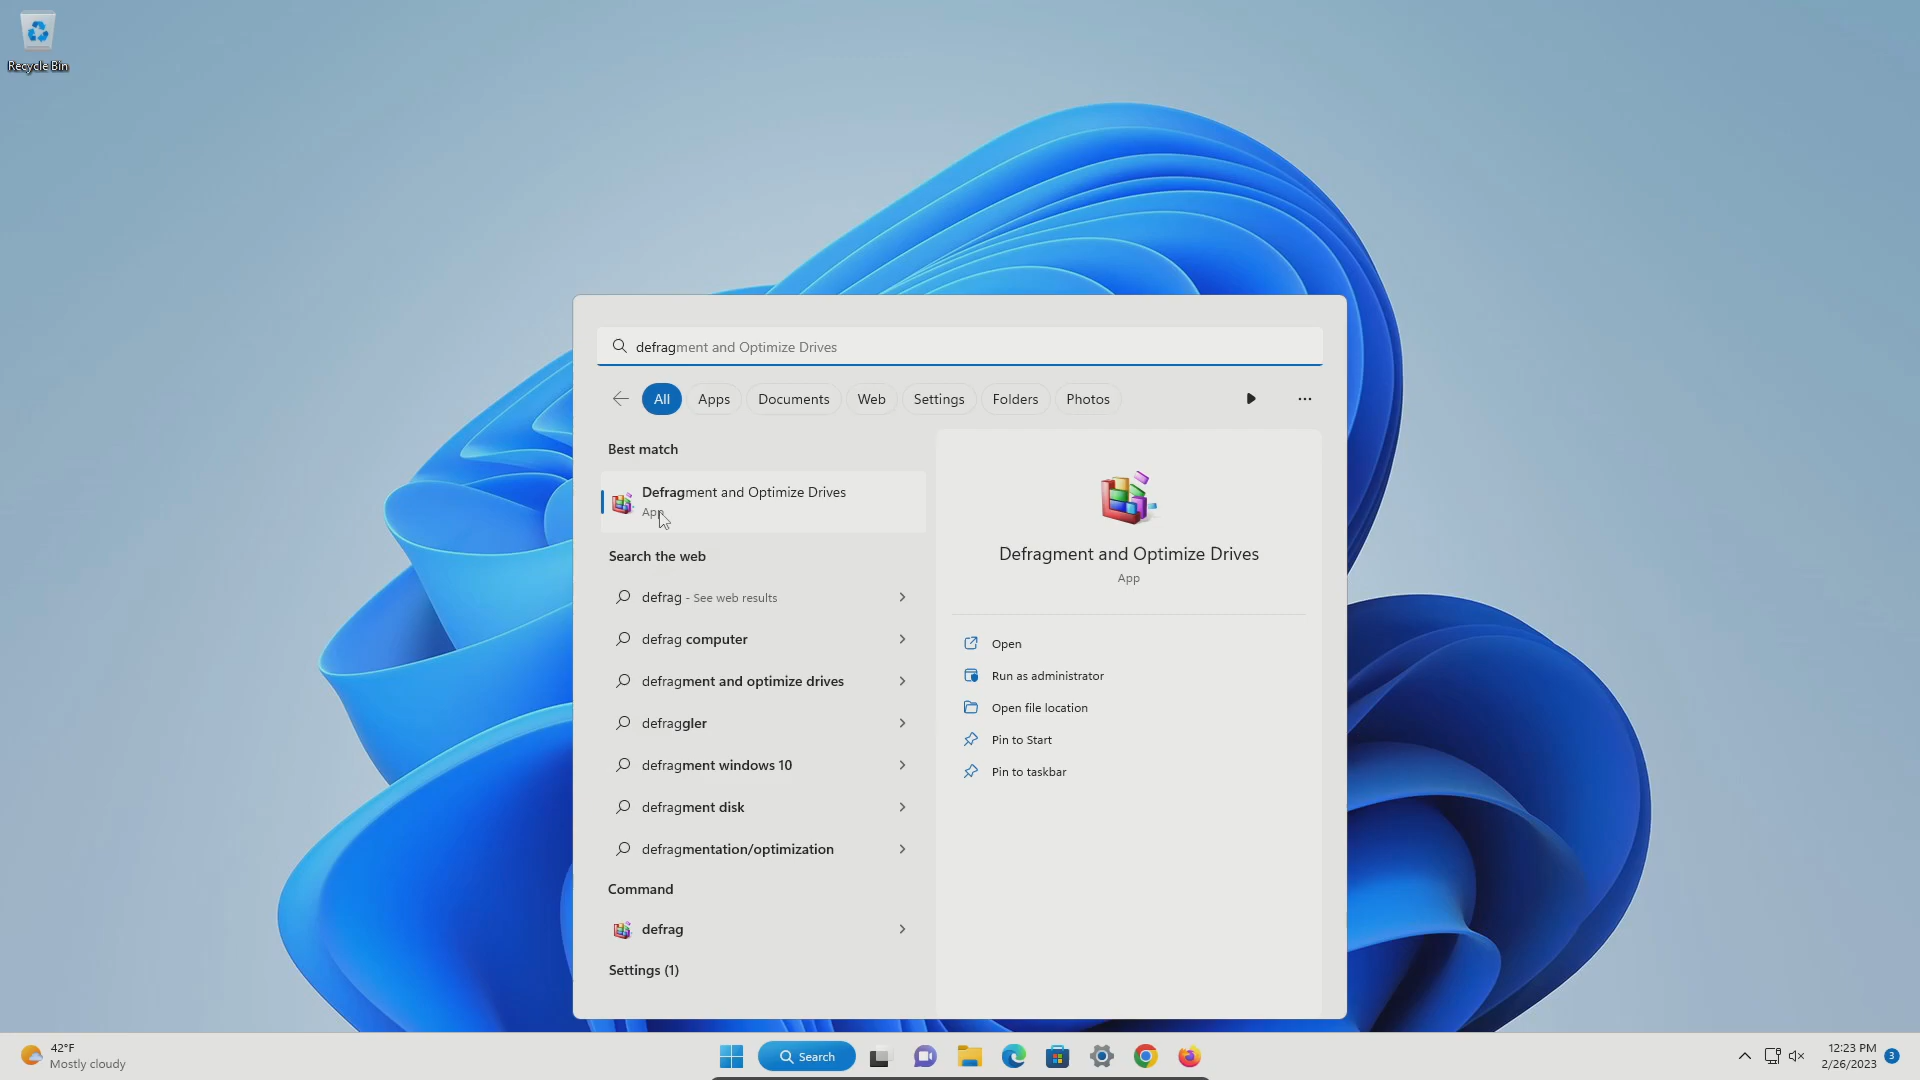 Recycle Bin
defragment and Optimize Drives
All Apps Documents Web Settings Folders Photos
Best match
Defragment and Optimize Drives
App
Search the web
defrag - See web results
defrag computer
defragment and optimize drives
defraggler
defragment windows 10
defragment disk
defragmentation/optimization
Command
defrag
Settings (1)
Defragment and Optimize Drives
App
Open
Run as administrator
Open file location
Pin to Start
Pin to taskbar
42°F
Mostly cloudy
Search
12:23 PM
2/26/2023
3